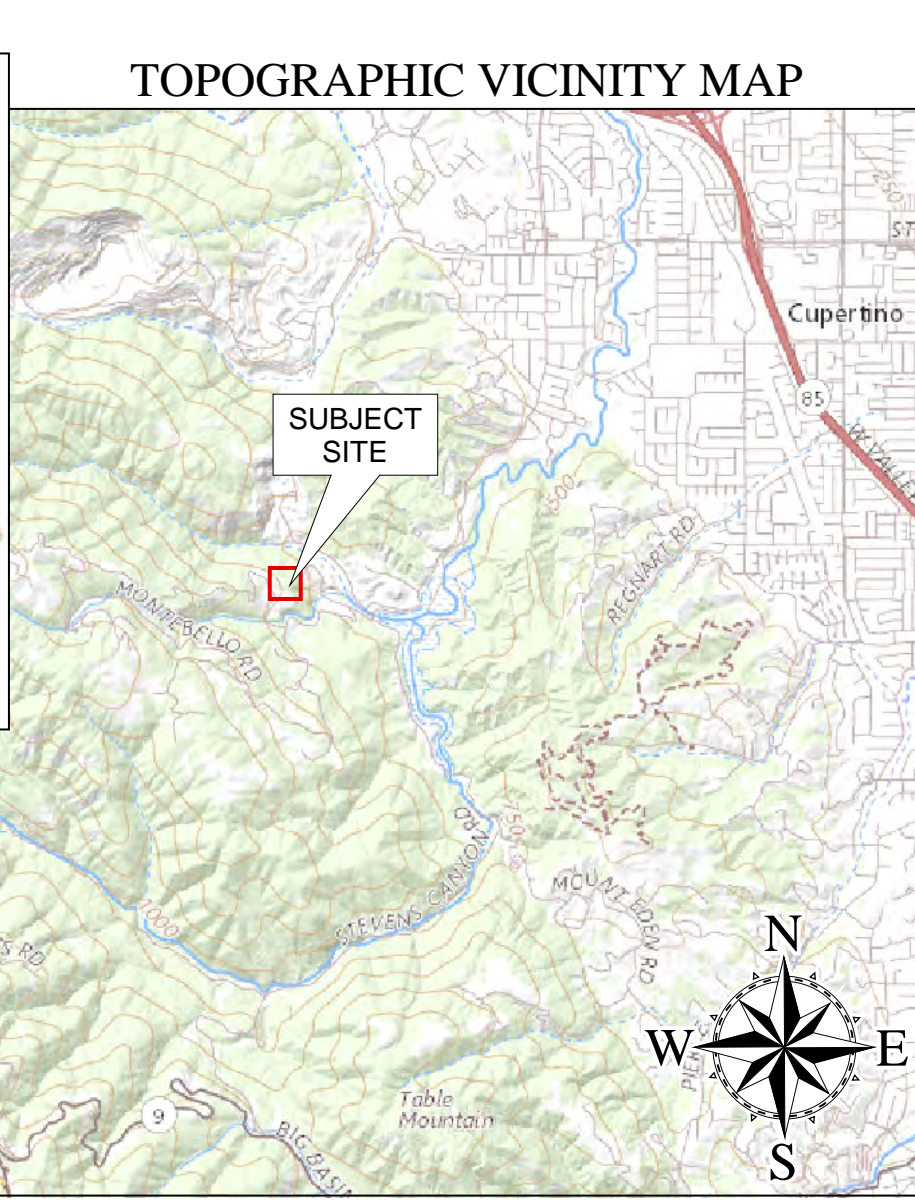 TOPOGRAPHIC VICINITY MAP
Cupertino
SUBJECT
SITE
85
500
REGNART RD
MONTEBELLO RD
STEVENS CANYON RD
1000
MOUNT EDEN RD
N
W
E
S
Table
Mountain
9